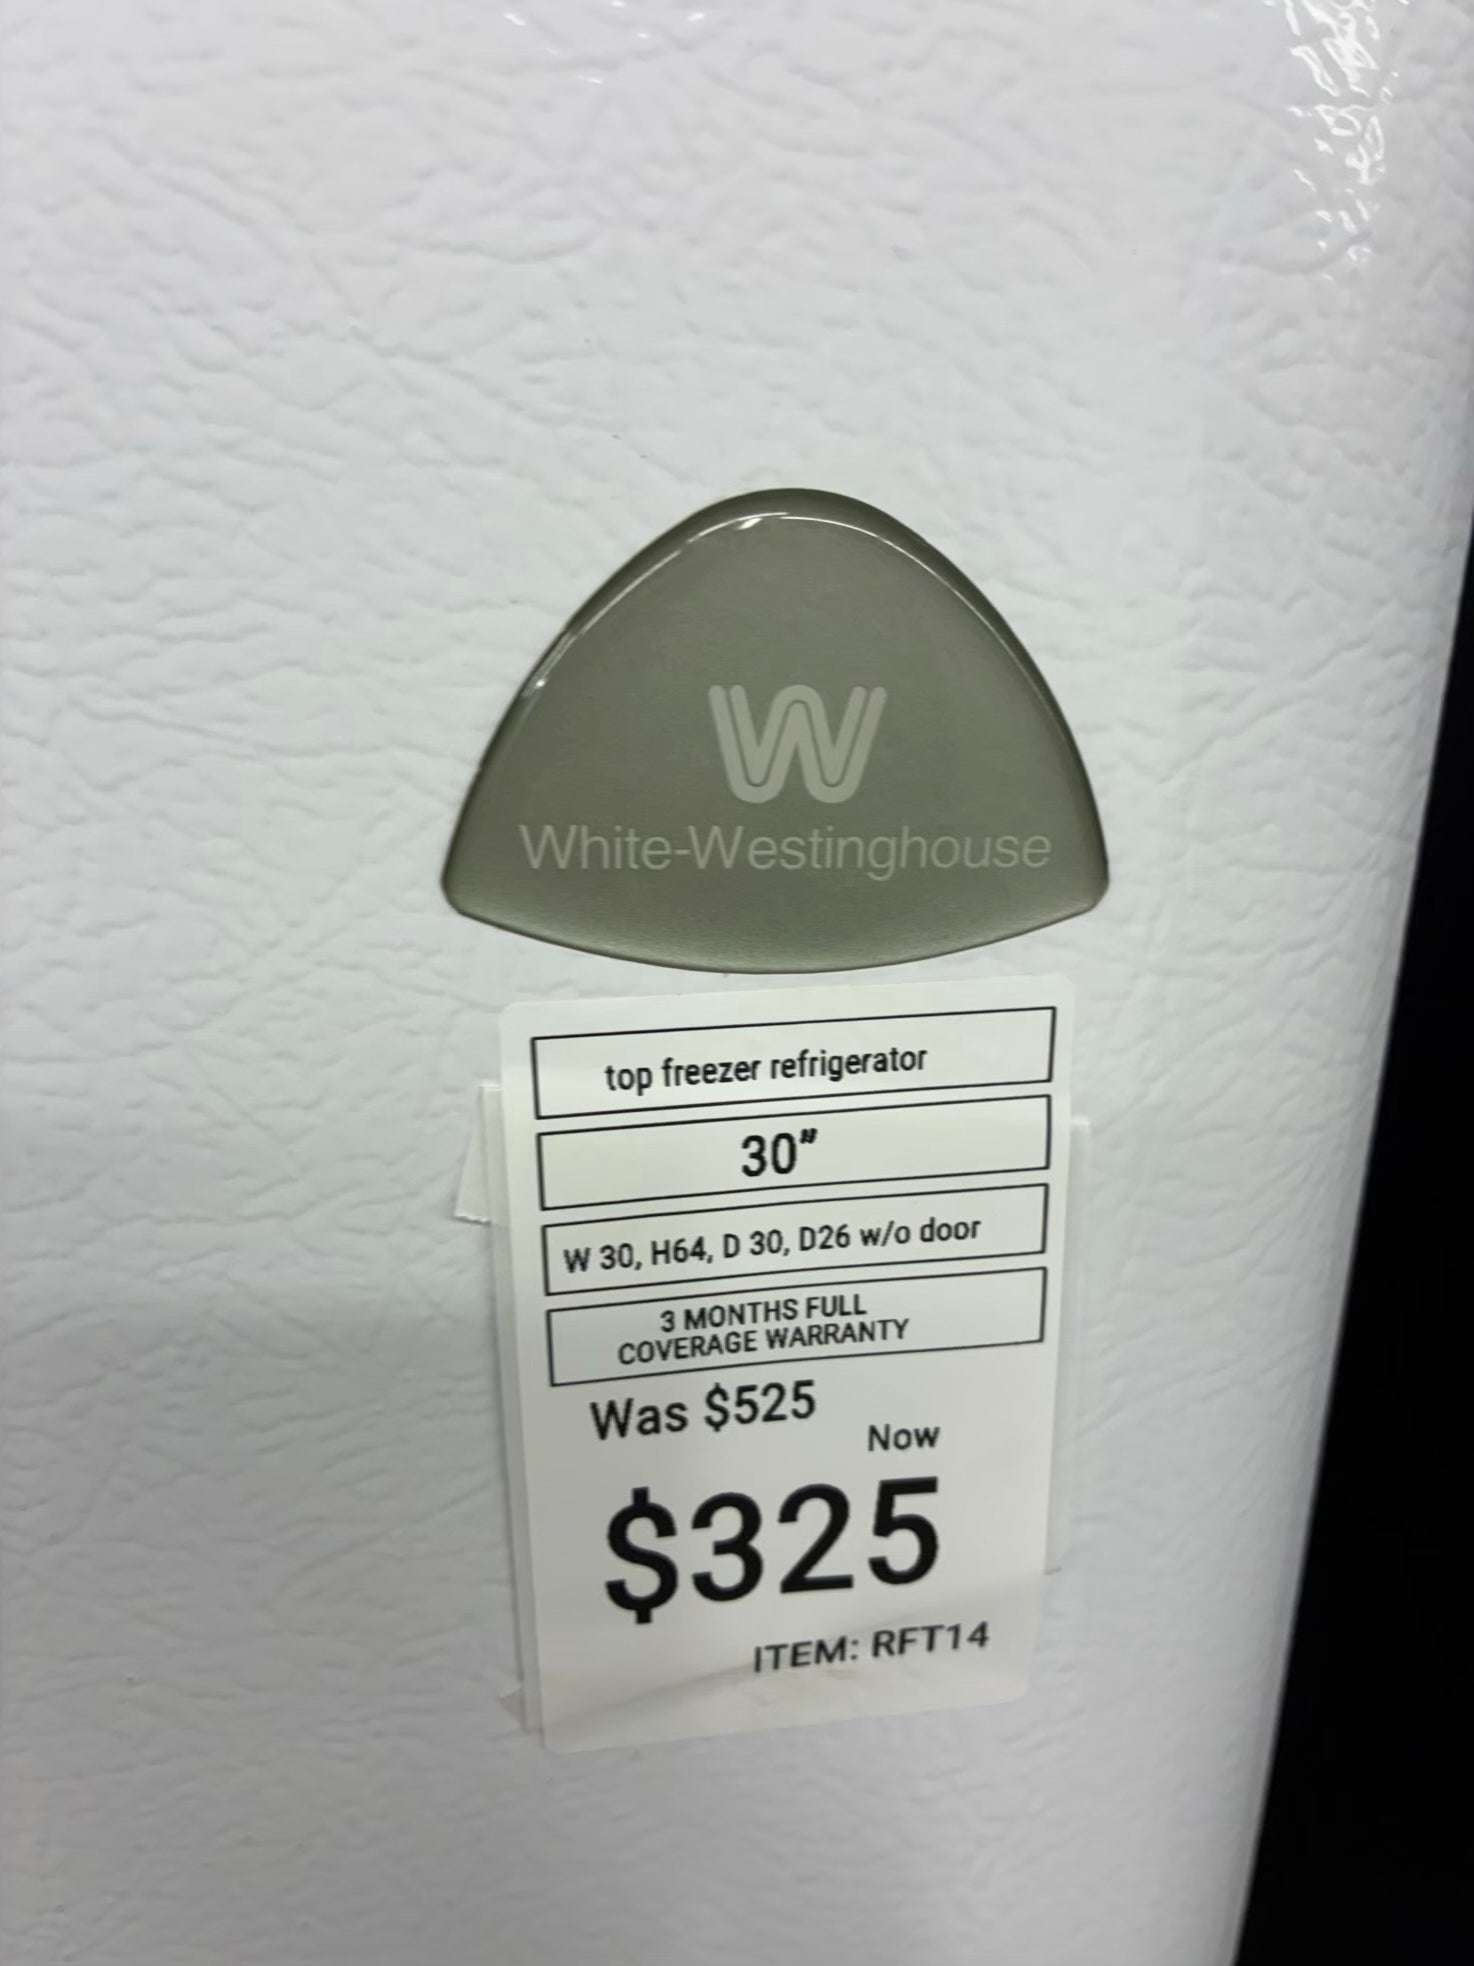 W
White-Westinghouse
top freezer refrigerator
30"
W 30, H64, D 30, D26 w/o door
3 MONTHS FULL
COVERAGE WARRANTY
Was $525
Now
$325
ITEM: RFT14